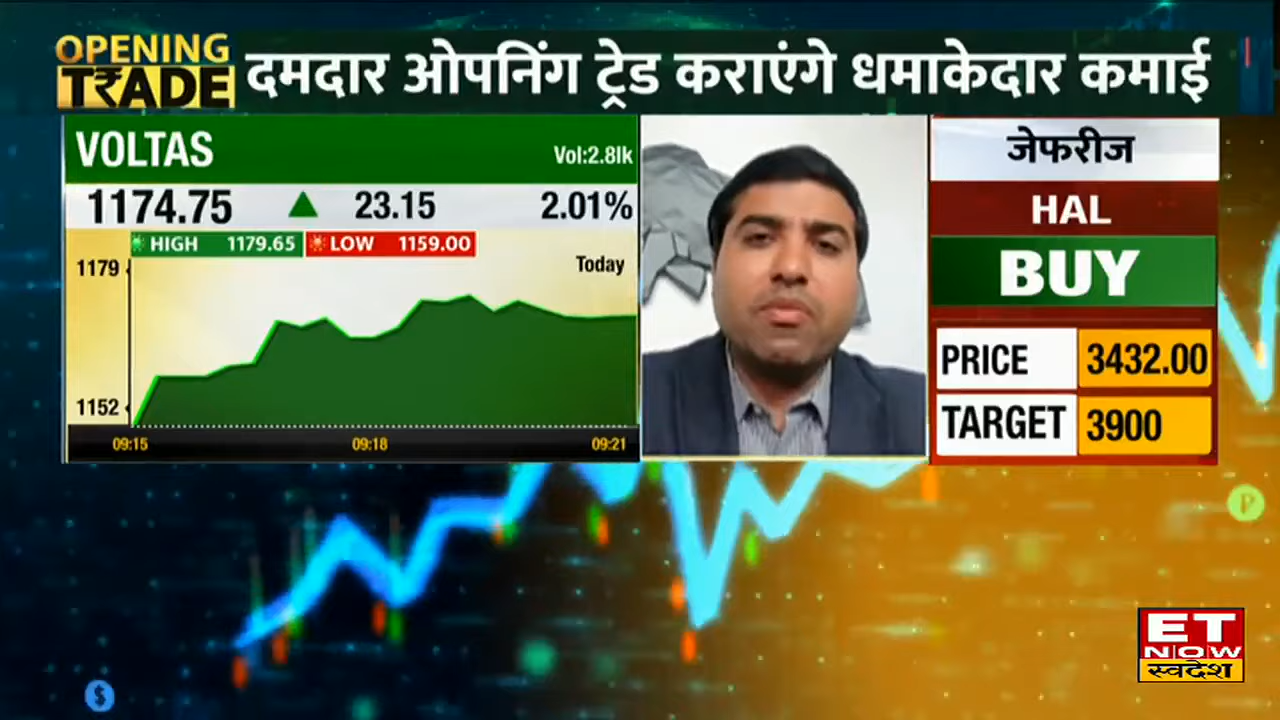 OPENING
TRADE
दमदार ओपनिंग ट्रेड कराएंगे धमाकेदार कमाई
VOLTAS
Vol:2.8lk
1174.75 ▲ 23.15 2.01%
HIGH 1179.65 LOW 1159.00
Today
1179
1152
09:15 09:18 09:21
जेफरीज
HAL
BUY
PRICE 3432.00
TARGET 3900
P
$
ET
NOW
स्वदेश